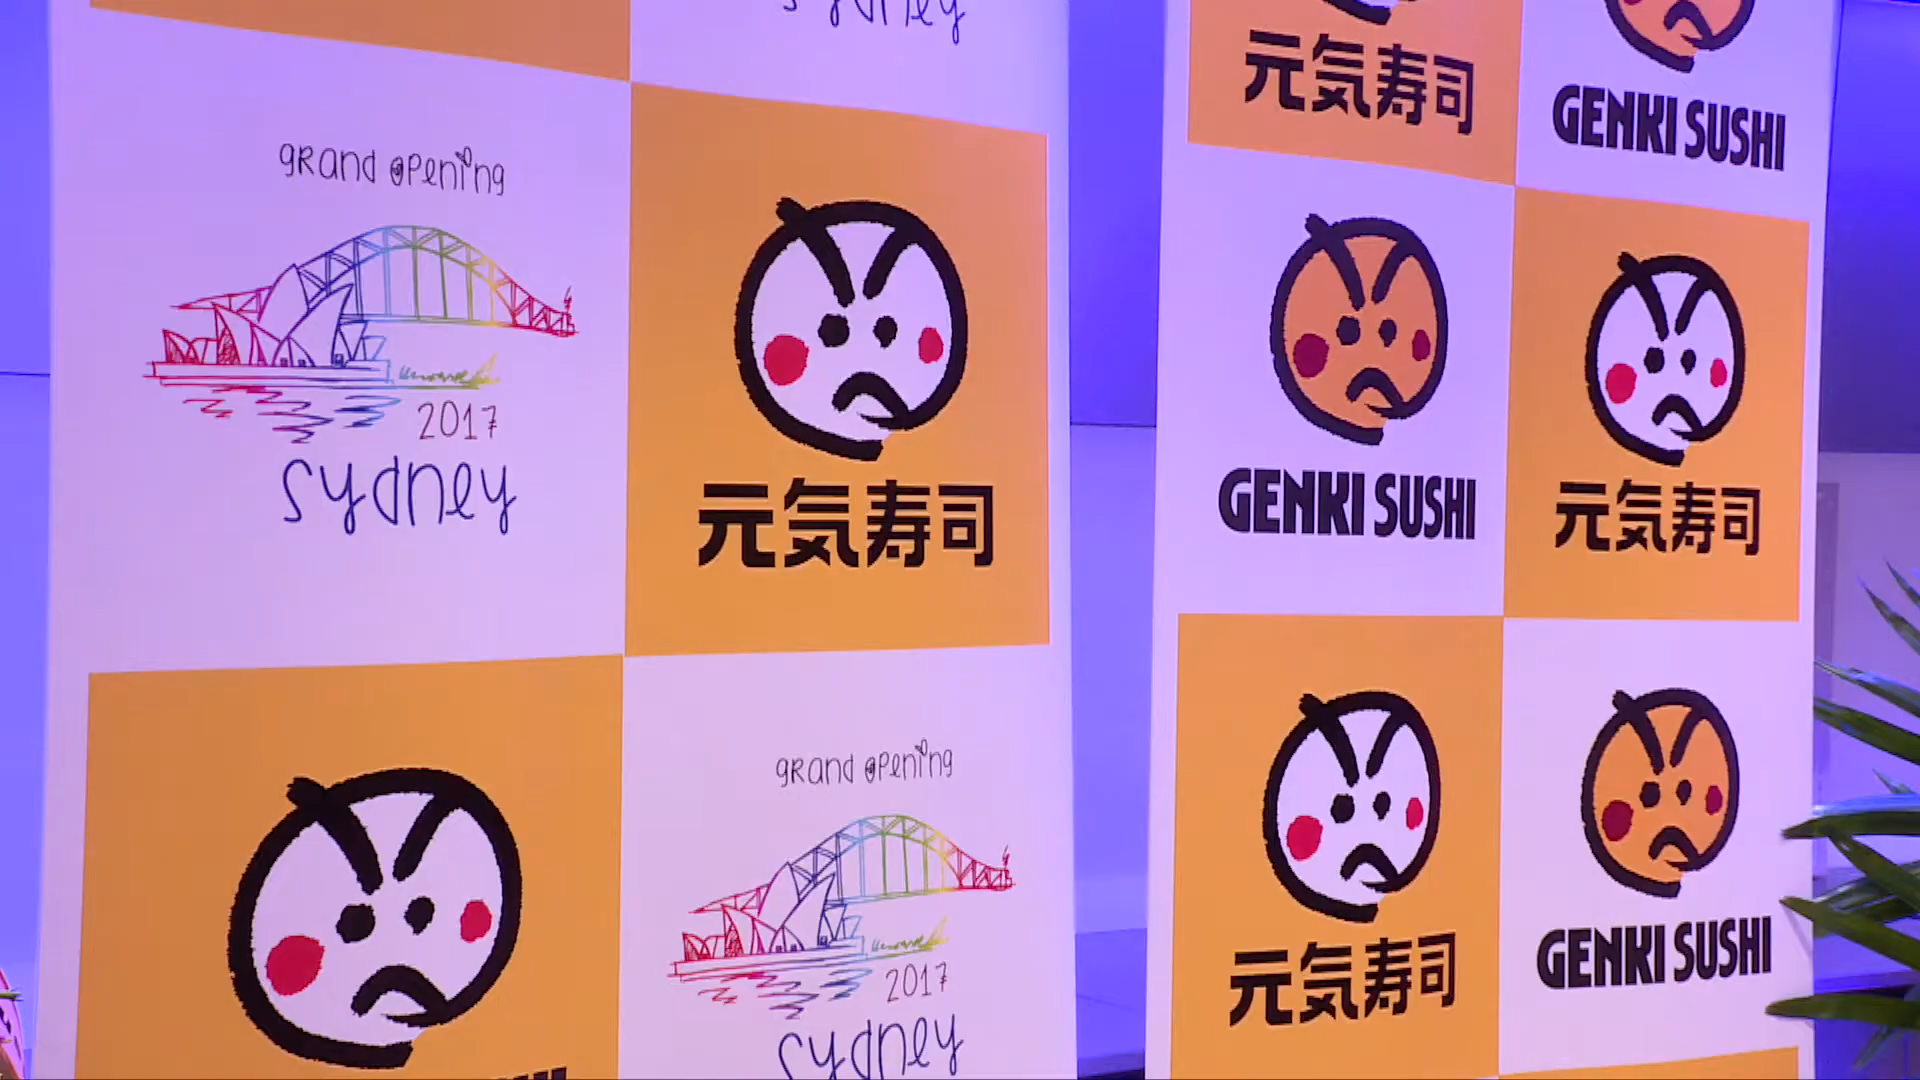 sydney
grand opening
2017
sydney
元気寿司
grand opening
2017
sydney
元気寿司
GENKI SUSHI
GENKI SUSHI
元気寿司
元気寿司
GENKI SUSHI